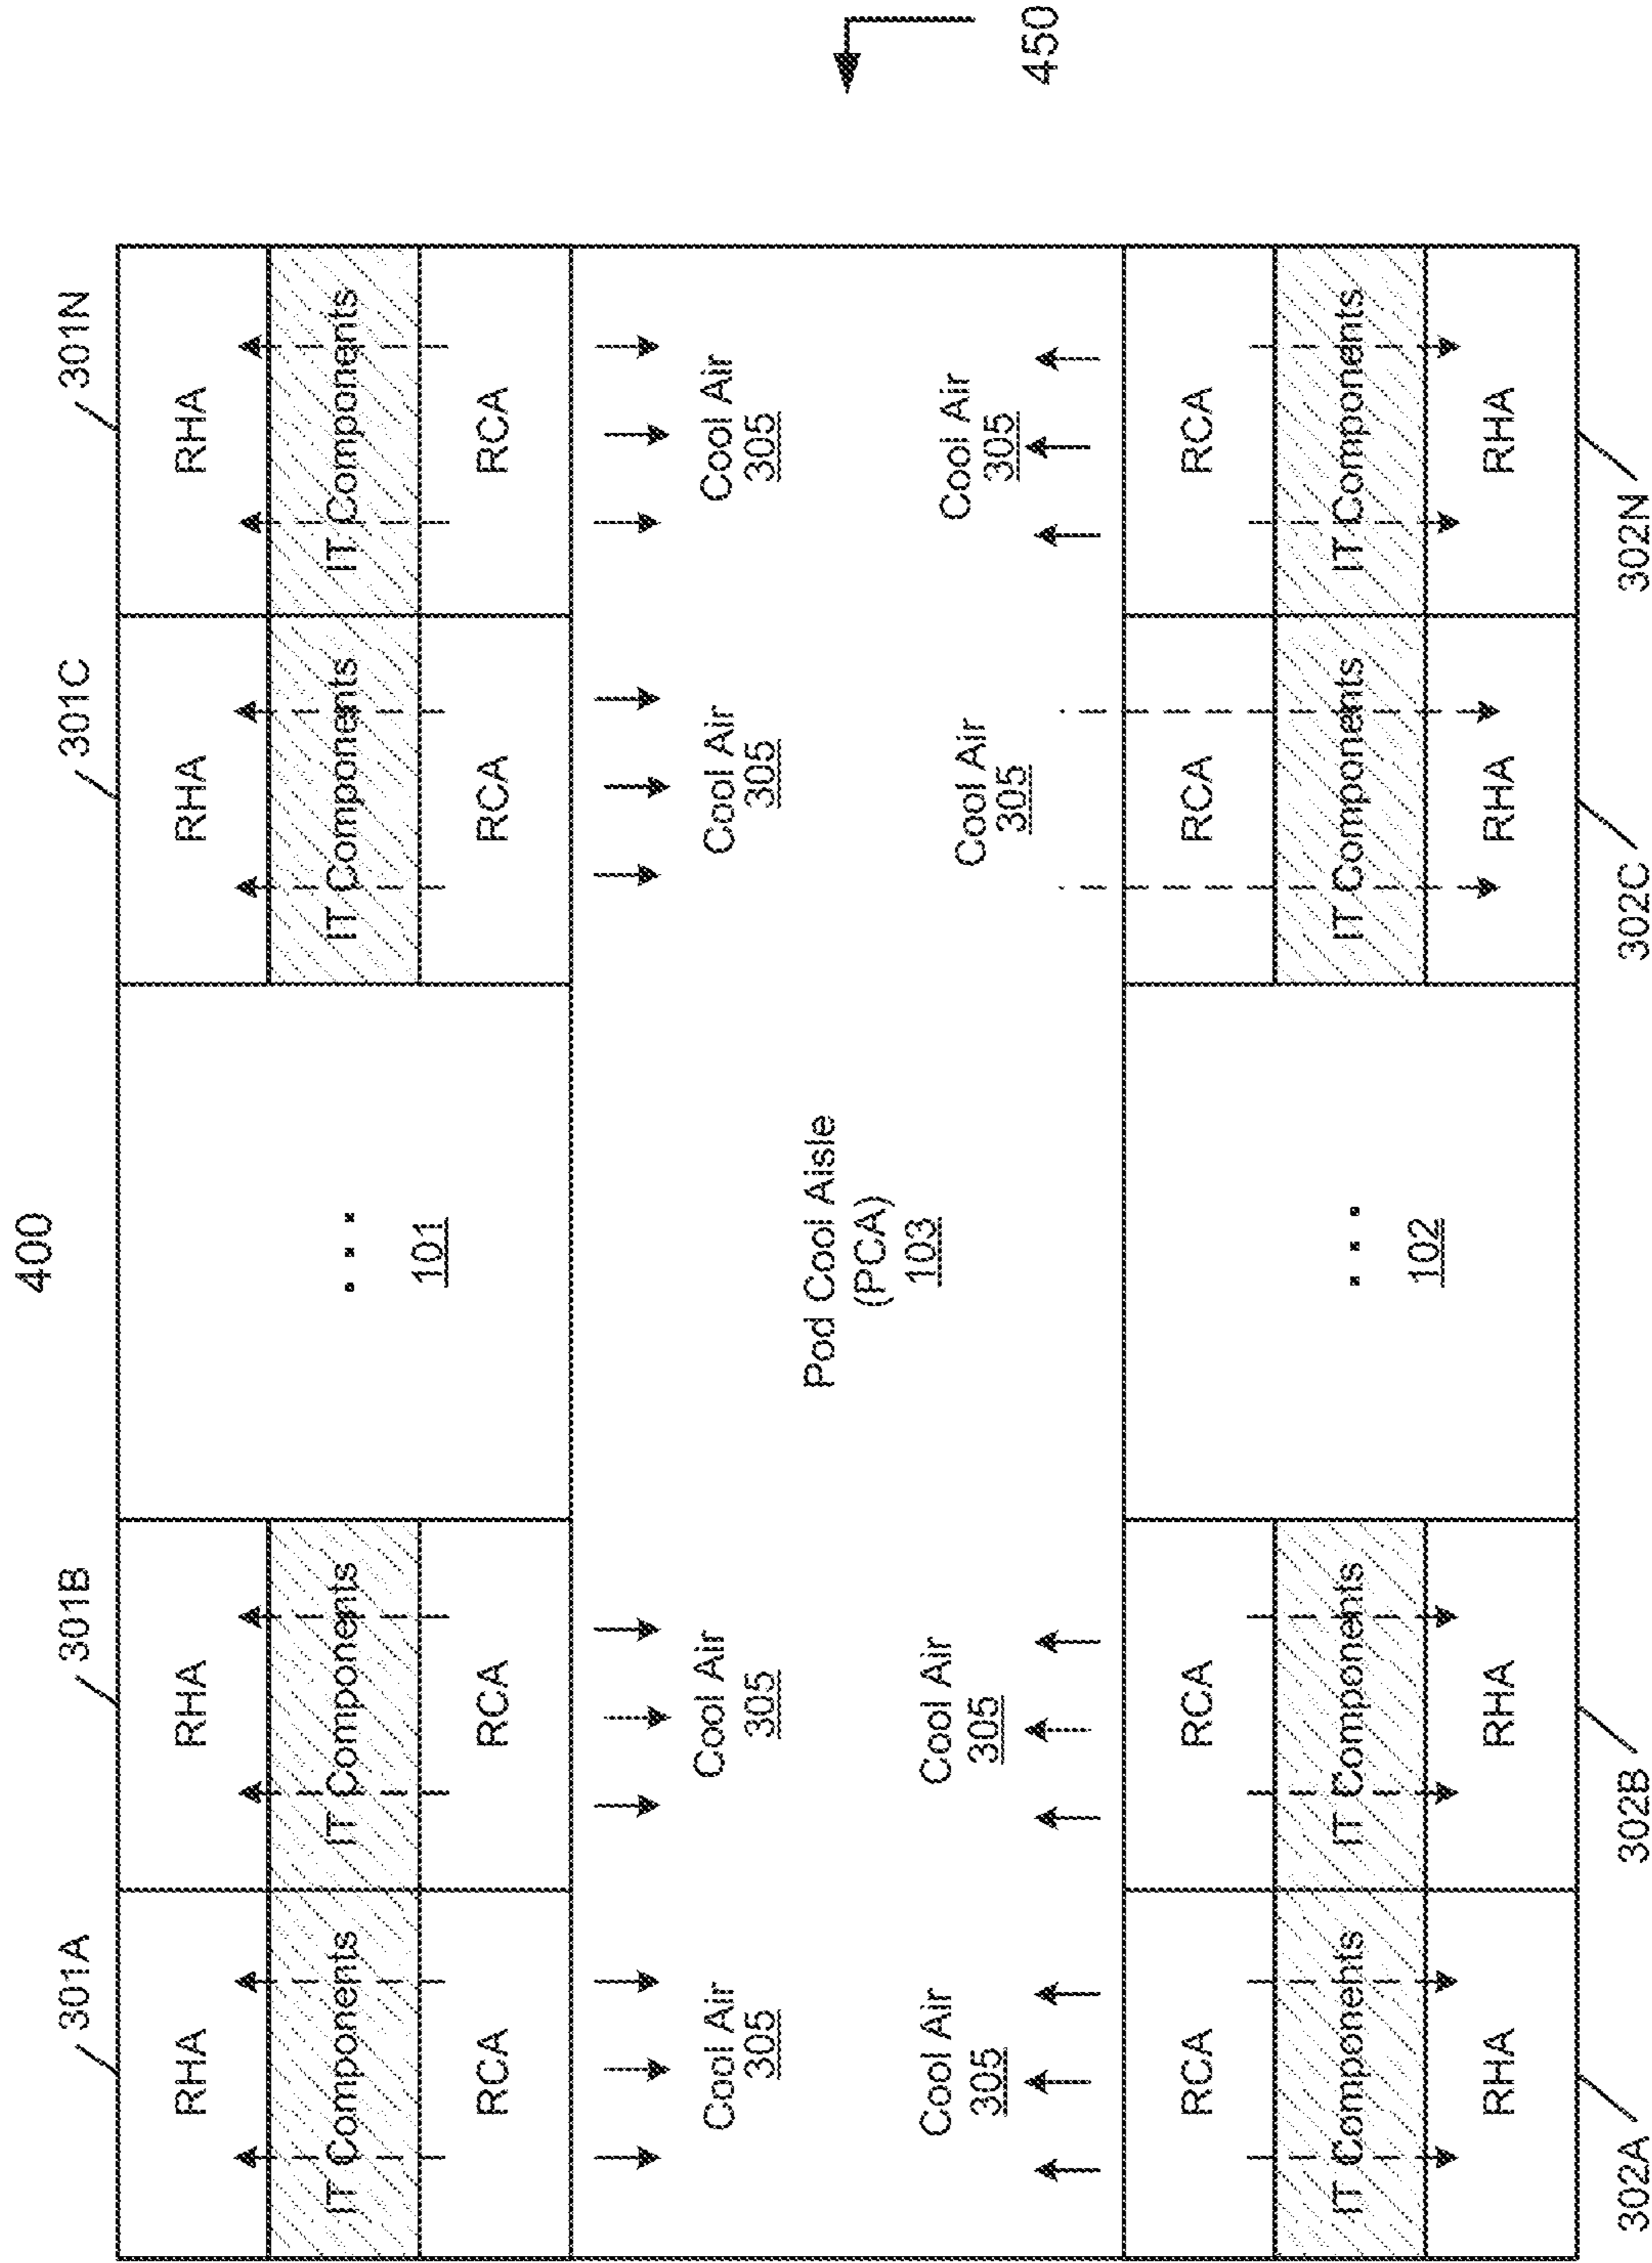 400
301A
301B
301C
301N
RHA
RHA
RHA
RHA
IT Components
IT Components
IT Components
IT Components
. . .
101
RCA
RCA
RCA
RCA
Cool Air
305
Cool Air
305
Cool Air
305
Cool Air
305
Pod Cool Aisle
(PCA)
103
Cool Air
305
Cool Air
305
Cool Air
305
Cool Air
305
450
RCA
RCA
RCA
RCA
IT Components
IT Components
IT Components
IT Components
. . .
102
RHA
RHA
RHA
RHA
302A
302B
302C
302N